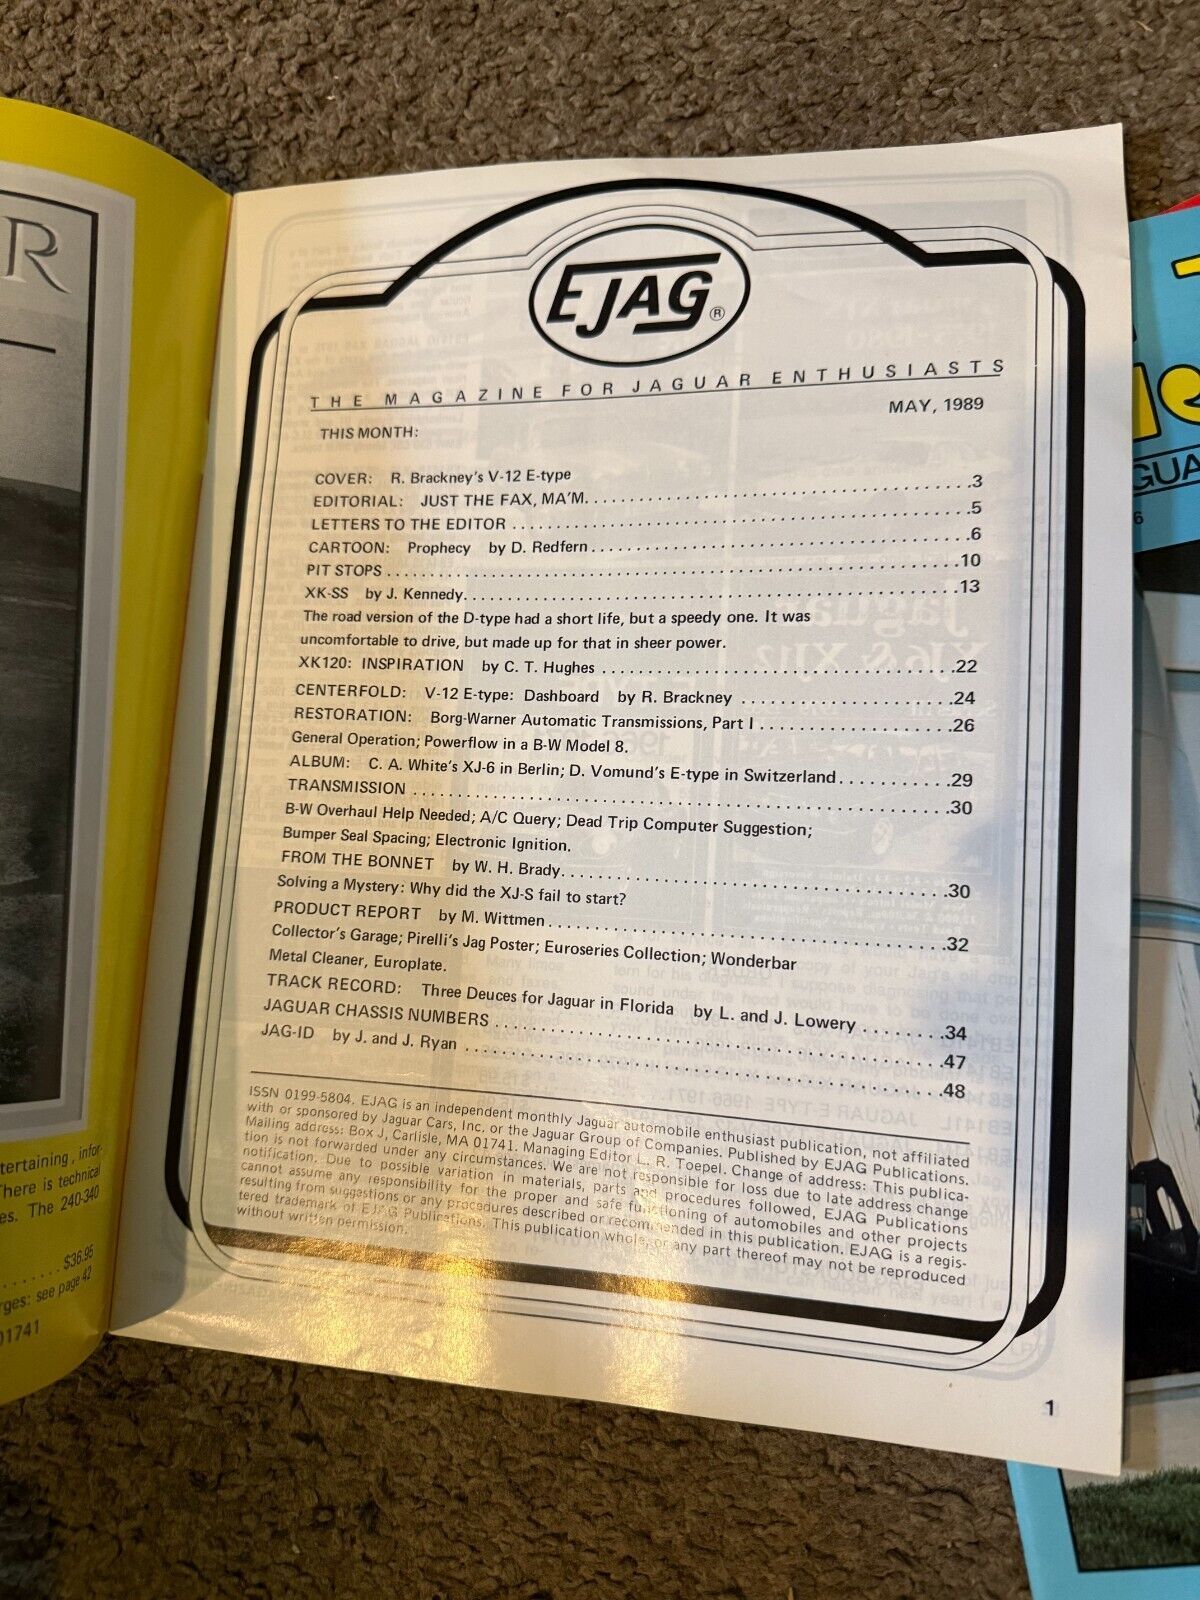 R
tertaining, infor-
There is technical
es. The 240-340
. . . . . . . $36.95
rges: see page 42
01741
EJAG ®
THE MAGAZINE FOR JAGUAR ENTHUSIASTS
MAY, 1989
THIS MONTH:
COVER: R. Brackney's V-12 E-type
EDITORIAL: JUST THE FAX, MA'M. . . . . . . . . . .3
LETTERS TO THE EDITOR . . . . . . . . . . .5
CARTOON: Prophecy by D. Redfern . . . . . . . . . . .6
PIT STOPS . . . . . . . . . . .10
XK-SS by J. Kennedy. . . . . . . . . . .13
The road version of the D-type had a short life, but a speedy one. It was
uncomfortable to drive, but made up for that in sheer power.
XK120: INSPIRATION by C. T. Hughes . . . . . . . . . . .22
CENTERFOLD: V-12 E-type: Dashboard by R. Brackney . . . . . . . . . . .24
RESTORATION: Borg-Warner Automatic Transmissions, Part I . . . . . . . . . . .26
General Operation; Powerflow in a B-W Model 8.
ALBUM: C. A. White's XJ-6 in Berlin; D. Vomund's E-type in Switzerland . . . . . . . . . . .29
TRANSMISSION . . . . . . . . . . .30
B-W Overhaul Help Needed; A/C Query; Dead Trip Computer Suggestion;
Bumper Seal Spacing; Electronic Ignition.
FROM THE BONNET by W. H. Brady. . . . . . . . . . .30
Solving a Mystery: Why did the XJ-S fail to start?
PRODUCT REPORT by M. Wittmen . . . . . . . . . . .32
Collector's Garage; Pirelli's Jag Poster; Euroseries Collection; Wonderbar
Metal Cleaner, Europlate.
TRACK RECORD: Three Deuces for Jaguar in Florida by L. and J. Lowery . . . . . . . .34
JAGUAR CHASSIS NUMBERS . . . . . . . . . . .47
JAG-ID by J. and J. Ryan . . . . . . . . . . .48
ISSN 0199-5804. EJAG is an independent monthly Jaguar automobile enthusiast publication, not affiliated
with or sponsored by Jaguar Cars, Inc. or the Jaguar Group of Companies. Published by EJAG Publications.
Mailing address: Box J, Carlisle, MA 01741. Managing Editor L. R. Toepel. Change of address: This publica-
tion is not forwarded under any circumstances. We are not responsible for loss due to late address change
notification. Due to possible variation in materials, parts and procedures followed, EJAG Publications
cannot assume any responsibility for the proper and safe functioning of automobiles and other projects
resulting from suggestions or any procedures described or recommended in this publication. EJAG is a regis-
tered trademark of EJAG Publications. This publication whole, or any part thereof may not be reproduced
without written permission.
1
GUA
6